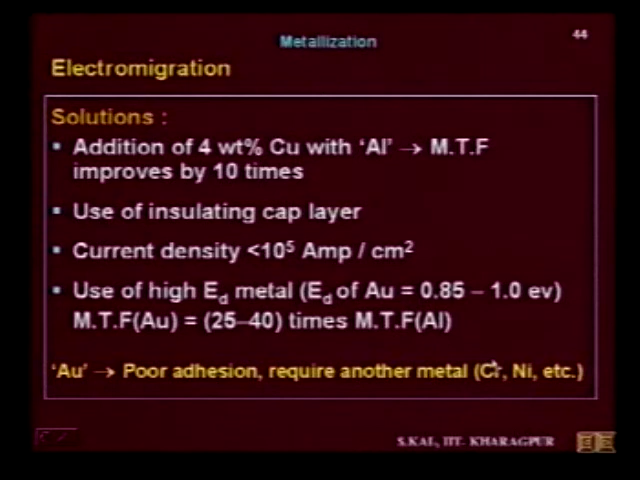 Metallization
44
Electromigration
Solutions :
▪ Addition of 4 wt% Cu with ‘Al’ → M.T.F
improves by 10 times
▪ Use of insulating cap layer
▪ Current density <10⁵ Amp / cm²
▪ Use of high E_d metal (E_d of Au = 0.85 – 1.0 ev)
M.T.F(Au) = (25–40) times M.T.F(Al)
‘Au’ → Poor adhesion, require another metal (Cr, Ni, etc.)
S.KAL, IIT- KHARAGPUR